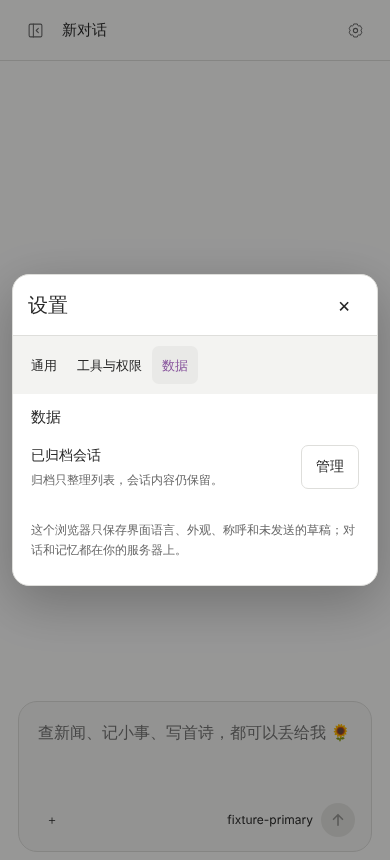 新对话
设置
通用 工具与权限 数据
数据
已归档会话
归档只整理列表，会话内容仍保留。
管理
这个浏览器只保存界面语言、外观、称呼和未发送的草稿；对
话和记忆都在你的服务器上。
查新闻、记小事、写首诗，都可以丢给我 🌻
+ fixture-primary